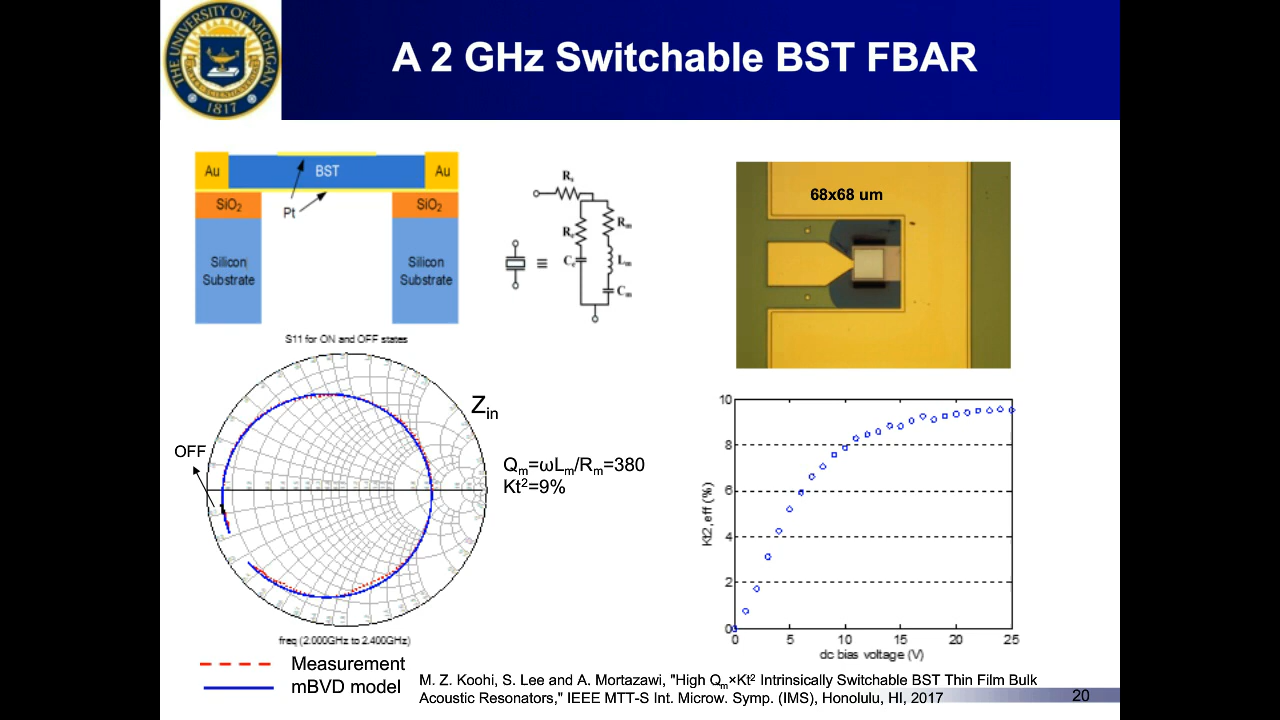 THE UNIVERSITY OF MICHIGAN
1817
A 2 GHz Switchable BST FBAR
Au
BST
Au
SiO₂
Pt
SiO₂
Silicon
Substrate
Silicon
Substrate
Rₛ
Rₑ
Cₑ
≡
Rₘ
Lₘ
Cₘ
68x68 um
S11 for ON and OFF states
Zᵢₙ
OFF
Qₘ=ωLₘ/Rₘ=380
Kt²=9%
freq (2.000GHz to 2.400GHz)
Measurement
mBVD model
Kt2,eff (%)
10
8
6
4
2
0
0
5
10
15
20
25
dc bias voltage (V)
M. Z. Koohi, S. Lee and A. Mortazawi, "High Qₘ×Kt² Intrinsically Switchable BST Thin Film Bulk
Acoustic Resonators," IEEE MTT-S Int. Microw. Symp. (IMS), Honolulu, HI, 2017
20